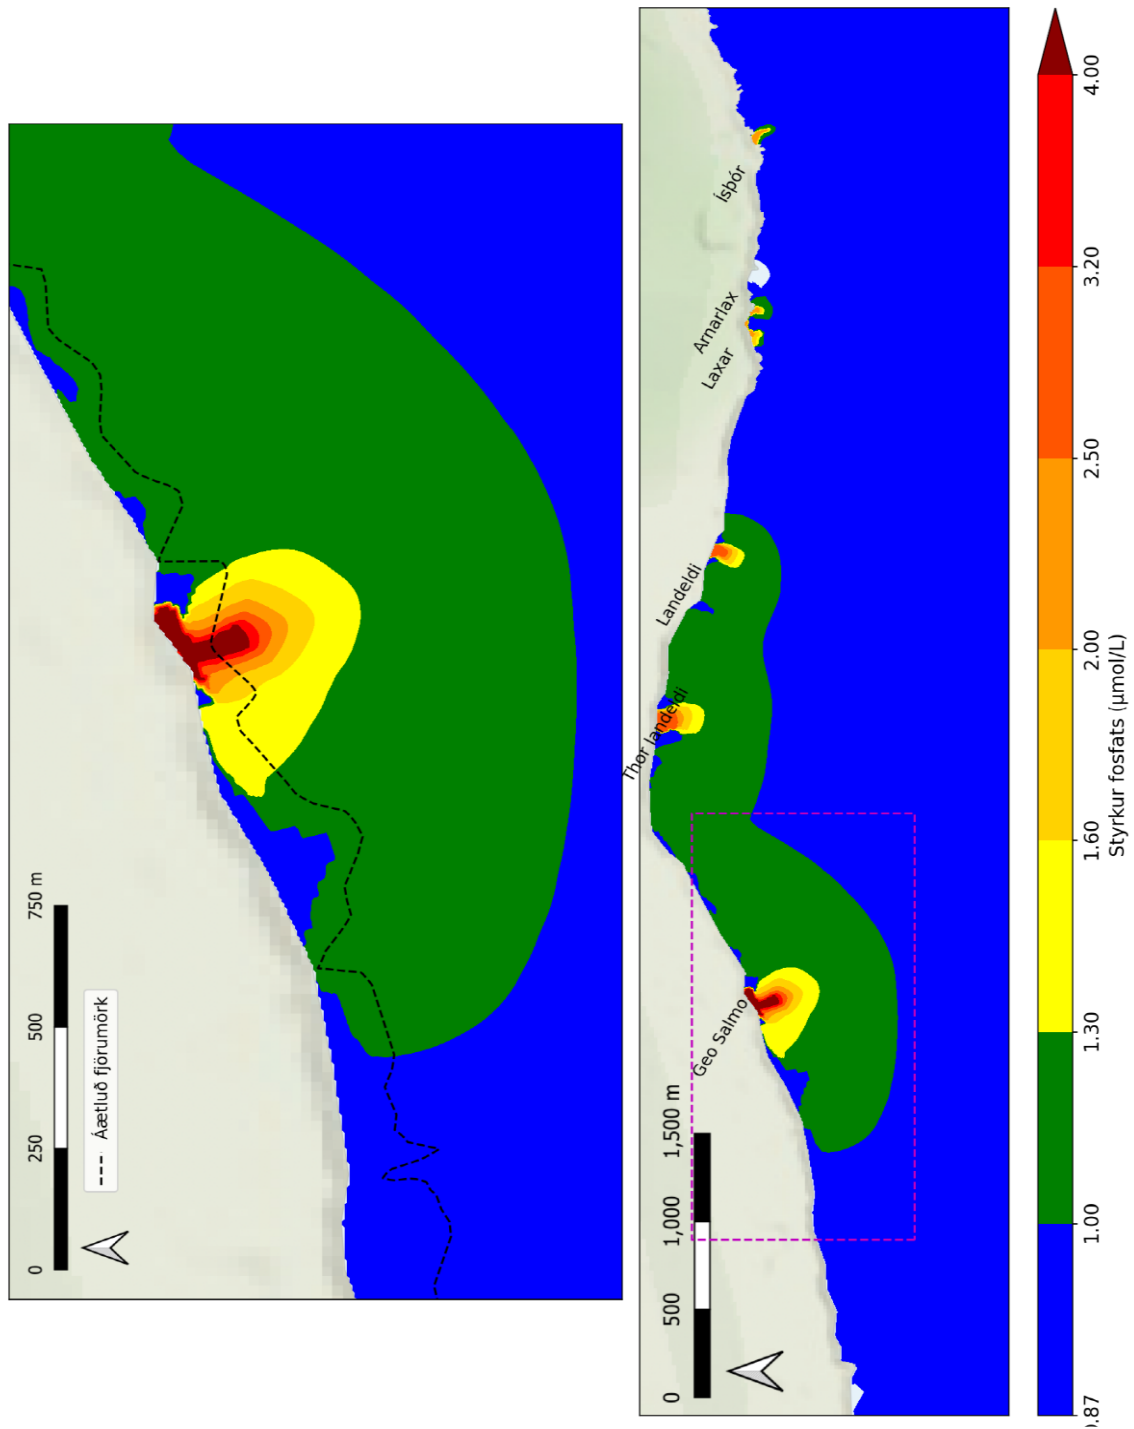 0
250
500
750 m
Áætluð fjörumörk
Ísþór
Arnarlax
Laxar
Landeldi
Thor landeldi
Geo Salmo
0
500
1,000
1,500 m
4.00
3.20
2.50
2.00
1.60
1.30
1.00
0.87
Styrkur fosfats (μmol/L)